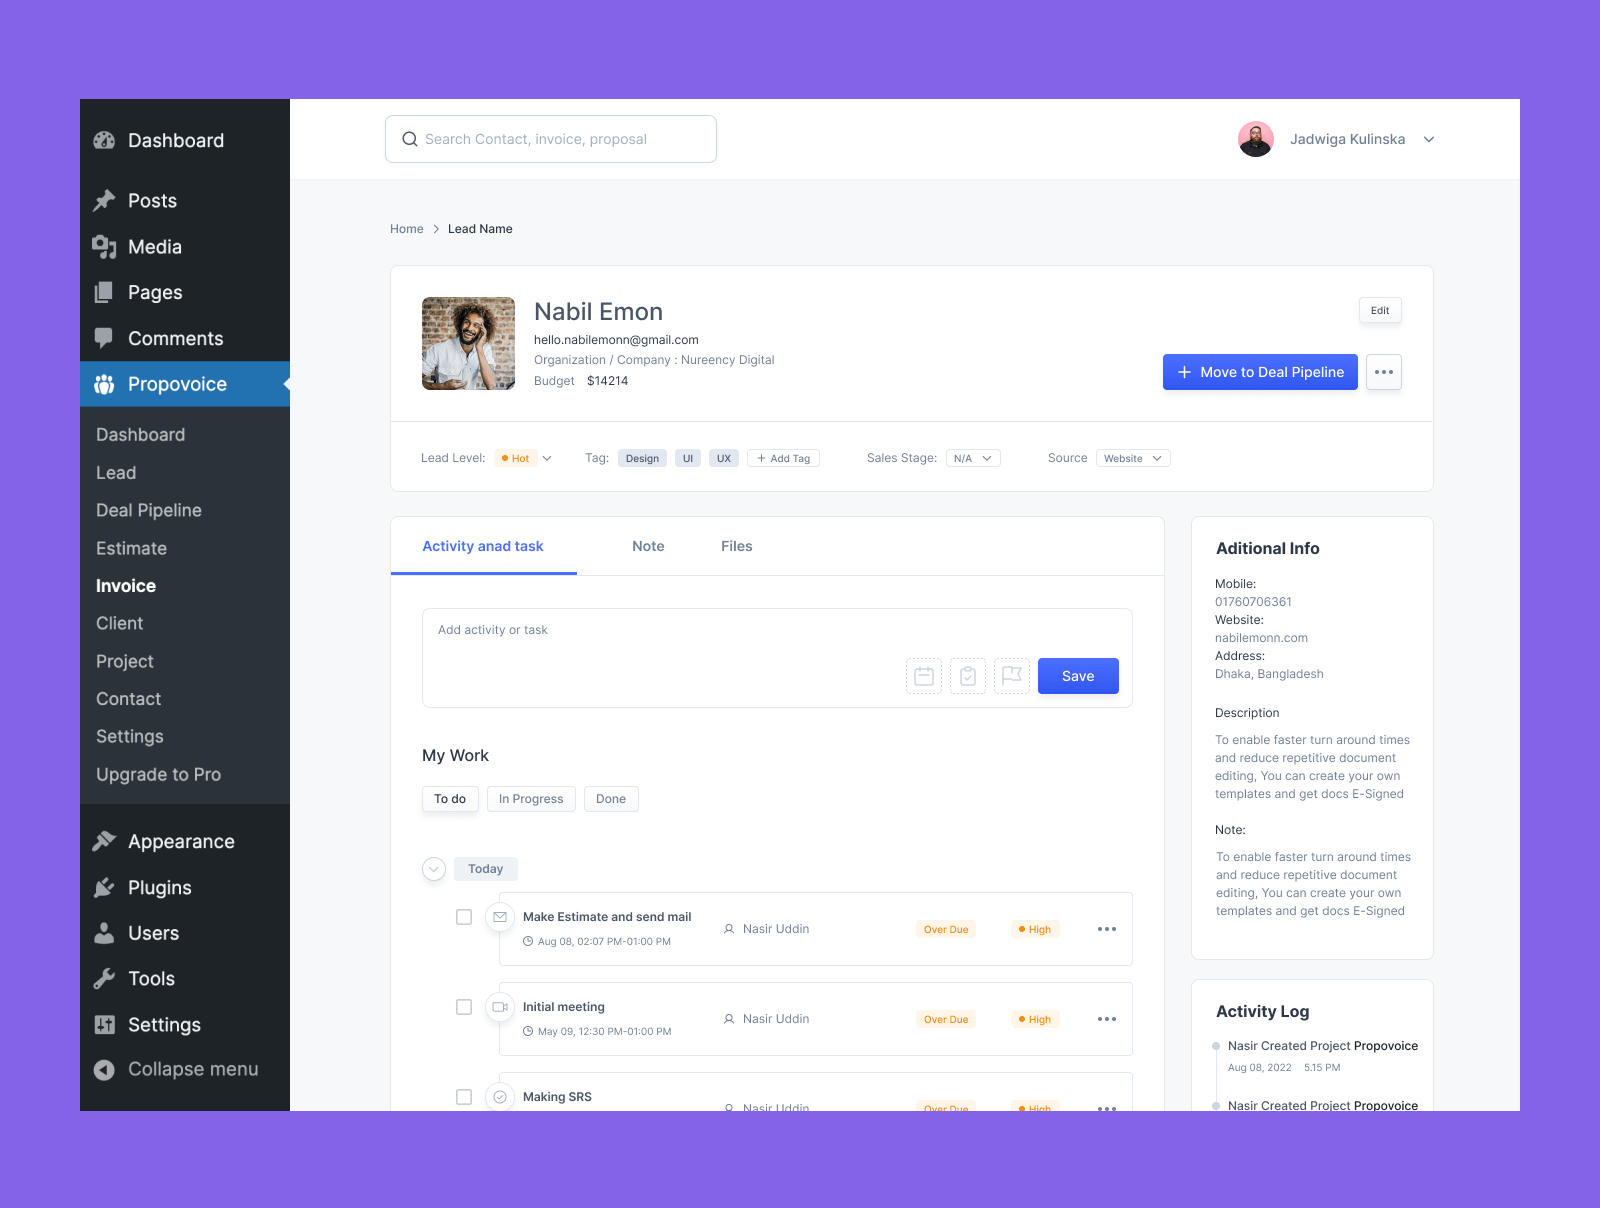 Dashboard
Posts
Media
Pages
Comments
Propovoice
Dashboard
Lead
Deal Pipeline
Estimate
Invoice
Client
Project
Contact
Settings
Upgrade to Pro
Appearance
Plugins
Users
Tools
Settings
Collapse menu
Search Contact, invoice, proposal
Jadwiga Kulinska
Home > Lead Name
Nabil Emon
hello.nabilemonn@gmail.com
Organization / Company : Nureency Digital
Budget $14214
Edit
+ Move to Deal Pipeline
Lead Level: Hot Tag: Design UI UX + Add Tag Sales Stage: N/A Source Website
Activity anad task Note Files
Add activity or task
Save
My Work
To do In Progress Done
Today
Make Estimate and send mail
Aug 08, 02:07 PM-01:00 PM
Nasir Uddin Over Due High
Initial meeting
May 09, 12:30 PM-01:00 PM
Nasir Uddin Over Due High
Making SRS
Nasir Uddin Over Due High
Aditional Info
Mobile:
01760706361
Website:
nabilemonn.com
Address:
Dhaka, Bangladesh
Description
To enable faster turn around times
and reduce repetitive document
editing, You can create your own
templates and get docs E-Signed
Note:
To enable faster turn around times
and reduce repetitive document
editing, You can create your own
templates and get docs E-Signed
Activity Log
Nasir Created Project Propovoice
Aug 08, 2022 5.15 PM
Nasir Created Project Propovoice